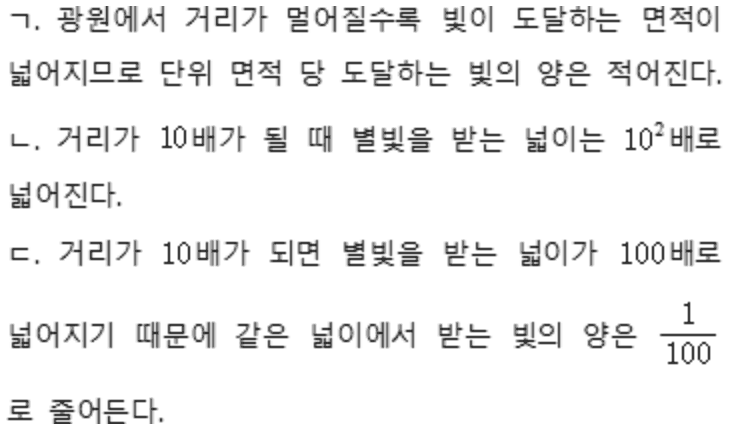 ㄱ. 광원에서 거리가 멀어질수록 빛이 도달하는 면적이
넓어지므로 단위 면적 당 도달하는 빛의 양은 적어진다.
ㄴ. 거리가 10배가 될 때 별빛을 받는 넓이는 10²배로
넓어진다.
ㄷ. 거리가 10배가 되면 별빛을 받는 넓이가 100배로
넓어지기 때문에 같은 넓이에서 받는 빛의 양은 1/100
로 줄어든다.